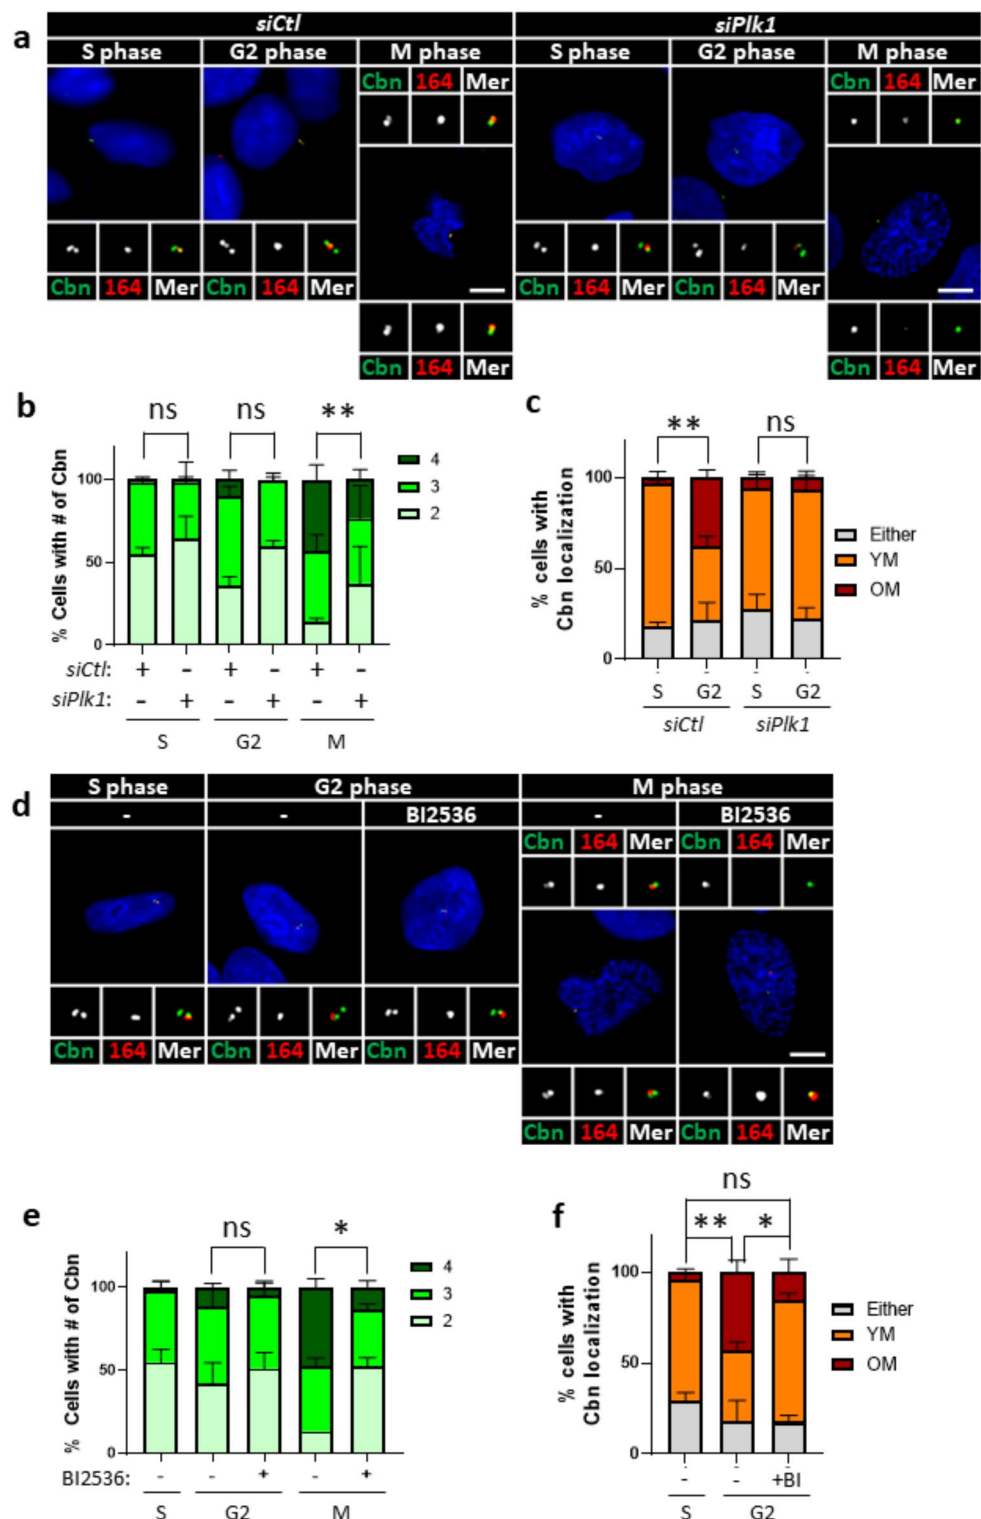 a
siCtl siPlk1
S phase G2 phase M phase S phase G2 phase M phase
Cbn 164 Mer Cbn 164 Mer
Cbn 164 Mer Cbn 164 Mer Cbn 164 Mer Cbn 164 Mer
Cbn 164 Mer Cbn 164 Mer
b
ns ns **
% Cells with # of Cbn
100
50
0
4
3
2
siCtl: + - + - + -
siPlk1: - + - + - +
S G2 M
c
** ns
% cells with
Cbn localization
100
50
0
Either
YM
OM
S G2 S G2
siCtl siPlk1
d
S phase G2 phase M phase
- - BI2536 - BI2536
Cbn 164 Mer Cbn 164 Mer
Cbn 164 Mer Cbn 164 Mer Cbn 164 Mer
Cbn 164 Mer Cbn 164 Mer
e
ns *
% Cells with # of Cbn
100
50
0
4
3
2
BI2536: - - + - +
S G2 M
f
ns
** *
% cells with
Cbn localization
100
50
0
Either
YM
OM
- - +BI
S G2